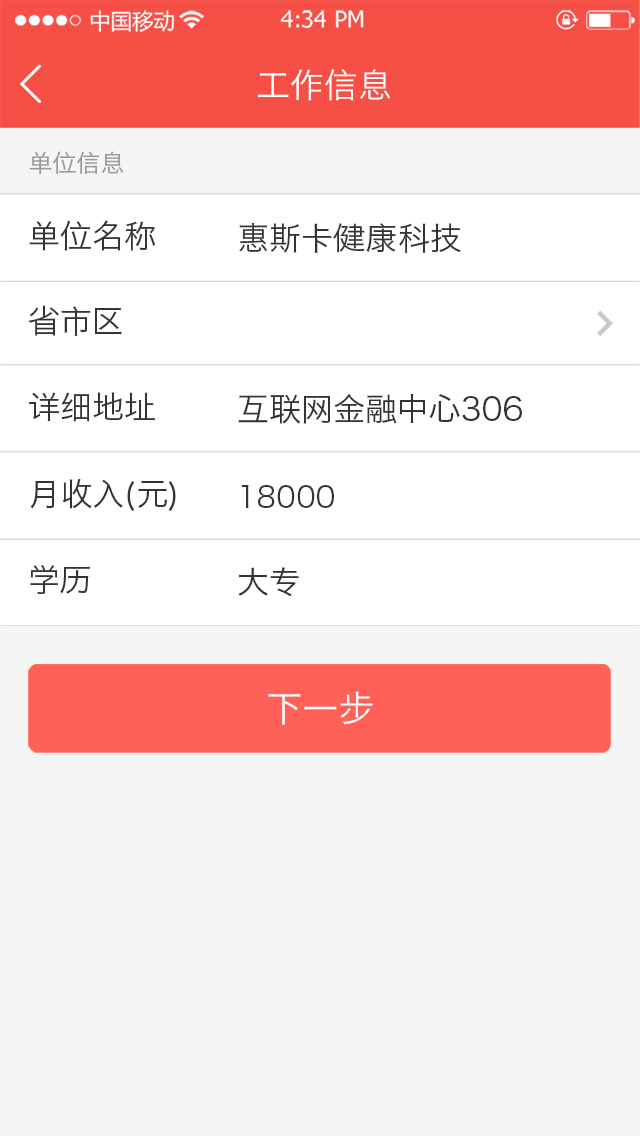 中国移动 4:34 PM
工作信息
单位信息
单位名称 惠斯卡健康科技
省市区
详细地址 互联网金融中心306
月收入(元) 18000
学历 大专
下一步